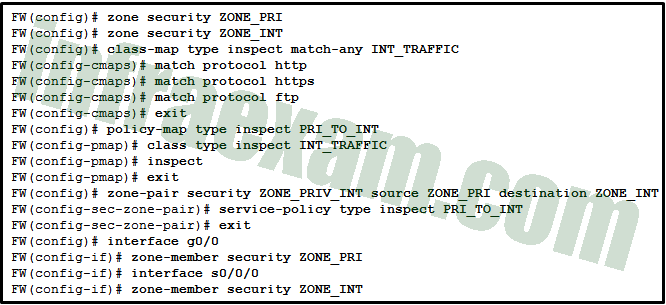 FW(config)# zone security ZONE_PRI
FW(config)# zone security ZONE_INT
FW(config)# class-map type inspect match-any INT_TRAFFIC
FW(config-cmaps)# match protocol http
FW(config-cmaps)# match protocol https
FW(config-cmaps)# match protocol ftp
FW(config-cmaps)# exit
FW(config)# policy-map type inspect PRI_TO_INT
FW(config-pmap)# class type inspect INT_TRAFFIC
FW(config-pmap)# inspect
FW(config-pmap)# exit
FW(config)# zone-pair security ZONE_PRIV_INT source ZONE_PRI destination ZONE_INT
FW(config-sec-zone-pair)# service-policy type inspect PRI_TO_INT
FW(config-sec-zone-pair)# exit
FW(config)# interface g0/0
FW(config-if)# zone-member security ZONE_PRI
FW(config-if)# interface s0/0/0
FW(config-if)# zone-member security ZONE_INT
Infraexam.com